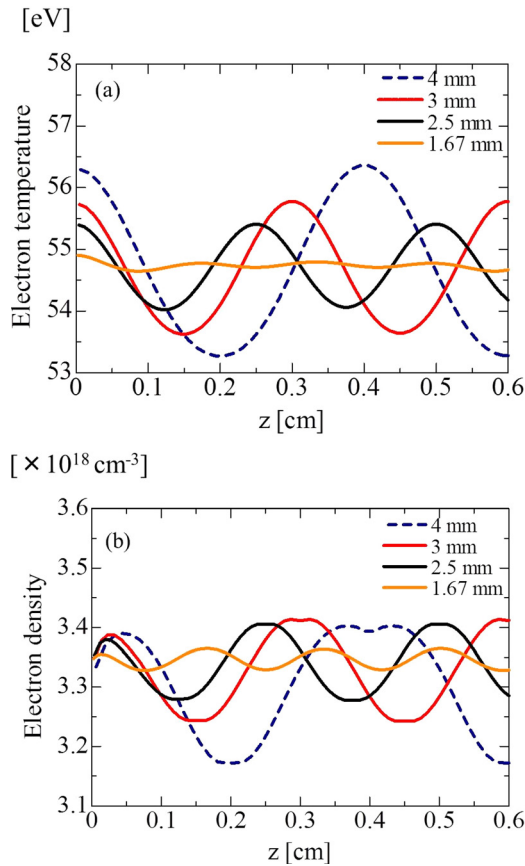 [eV]
58
57
56
55
54
53
Electron temperature
(a)
4 mm
3 mm
2.5 mm
1.67 mm
0 0.1 0.2 0.3 0.4 0.5 0.6
z [cm]
[ × 10¹⁸ cm⁻³]
3.6
3.5
3.4
3.3
3.2
3.1
Electron density
(b)
4 mm
3 mm
2.5 mm
1.67 mm
0 0.1 0.2 0.3 0.4 0.5 0.6
z [cm]